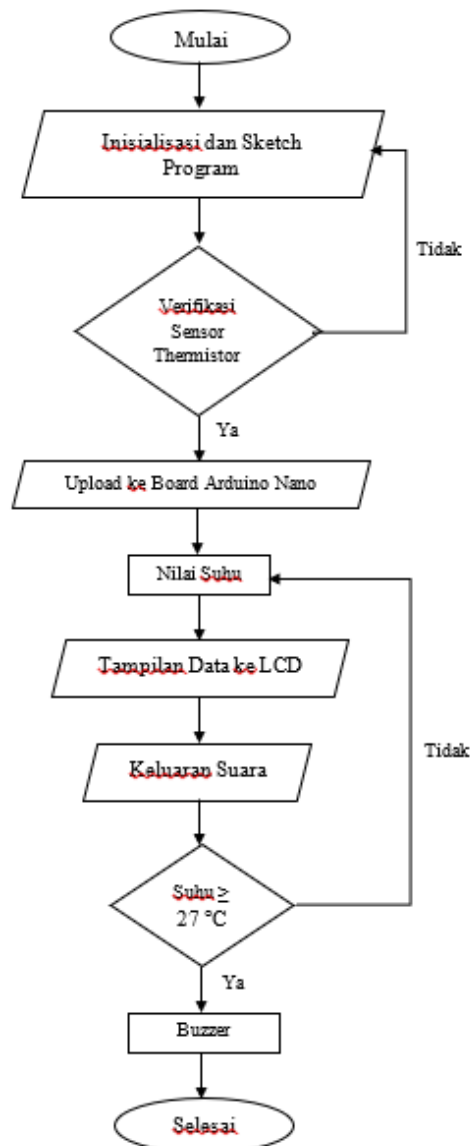 Mulai
Inisialisasi dan Sketch
Program
Tidak
Verifikasi
Sensor
Thermistor
Ya
Upload ke Board Arduino Nano
Nilai Suhu
Tampilan Data ke LCD
Keluaran Suara
Tidak
Suhu ≥
27 °C
Ya
Buzzer
Selesai